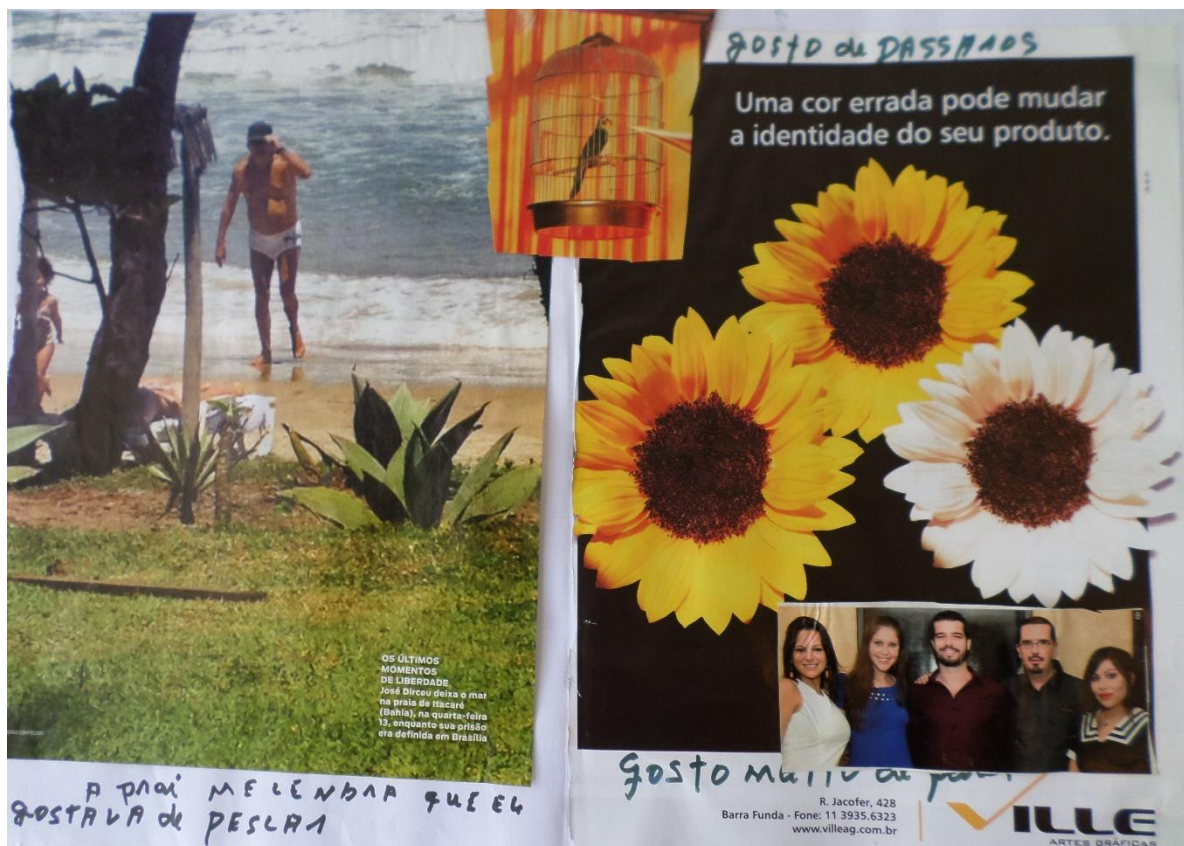 OS ÚLTIMOS
MOMENTOS
DE LIBERDADE
José Dirceu deixa o mar
na praia de Itacaré
(Bahia), na quarta-feira
13, enquanto sua prisão
era definida em Brasília
A prai MELENBRA QUE EU
GOSTAVA de PESCAR
gosto de PASSAROS
Uma cor errada pode mudar
a identidade do seu produto.
gosto muito de
R. Jacofer, 428
Barra Funda - Fone: 11 3935.6323
www.villeag.com.br
VILLE
ARTES GRÁFICAS